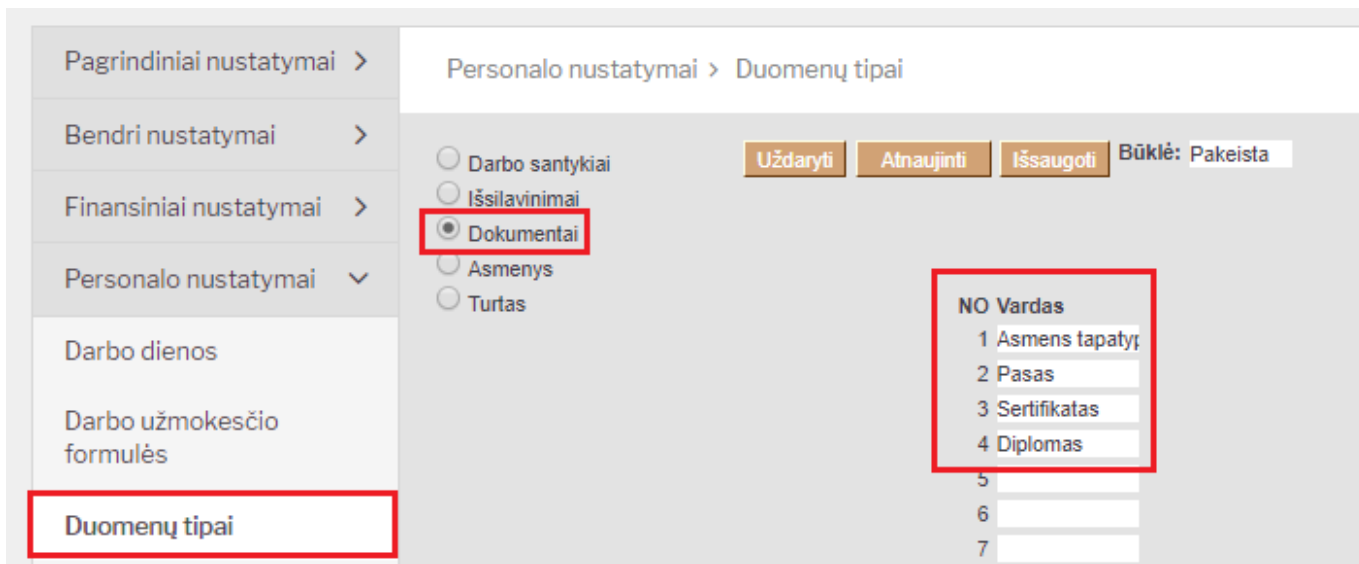 Pagrindiniai nustatymai
Bendri nustatymai
Finansiniai nustatymai
Personalo nustatymai
Darbo dienos
Darbo užmokesčio
formulės
Duomenų tipai
Personalo nustatymai > Duomenų tipai
Darbo santykiai
Išsilavinimai
Dokumentai
Asmenys
Turtas
Uždaryti Atnaujinti Išsaugoti Būklė: Pakeista
NO Vardas
1 Asmens tapatyp
2 Pasas
3 Sertifikatas
4 Diplomas
5
6
7